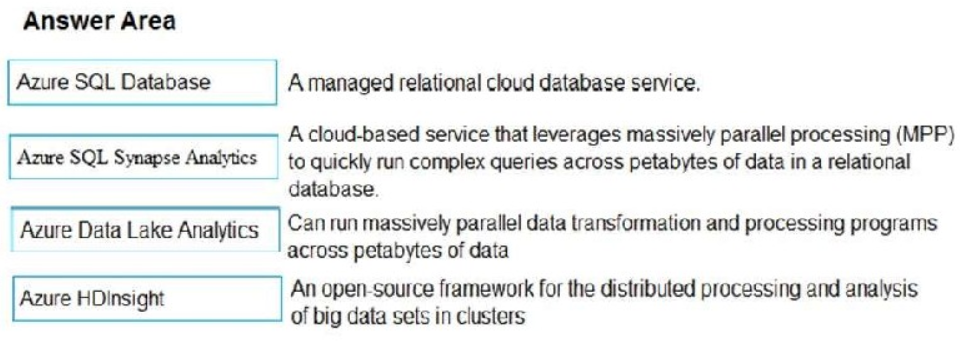 Answer Area
Azure SQL Database
A managed relational cloud database service.
Azure SQL Synapse Analytics
A cloud-based service that leverages massively parallel processing (MPP)
to quickly run complex queries across petabytes of data in a relational
database.
Azure Data Lake Analytics
Can run massively parallel data transformation and processing programs
across petabytes of data
Azure HDInsight
An open-source framework for the distributed processing and analysis
of big data sets in clusters